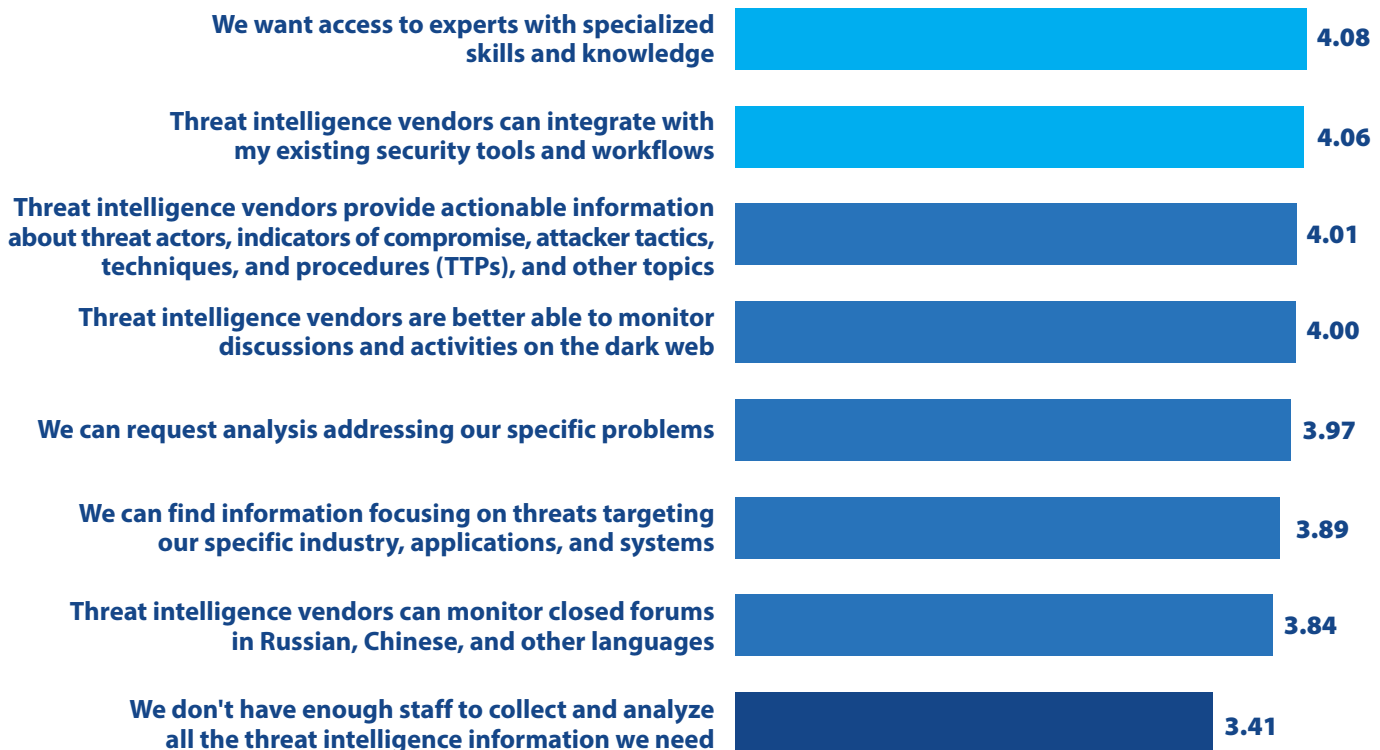 We want access to experts with specialized
skills and knowledge
4.08
Threat intelligence vendors can integrate with
my existing security tools and workflows
4.06
Threat intelligence vendors provide actionable information
about threat actors, indicators of compromise, attacker tactics,
techniques, and procedures (TTPs), and other topics
4.01
Threat intelligence vendors are better able to monitor
discussions and activities on the dark web
4.00
We can request analysis addressing our specific problems
3.97
We can find information focusing on threats targeting
our specific industry, applications, and systems
3.89
Threat intelligence vendors can monitor closed forums
in Russian, Chinese, and other languages
3.84
We don't have enough staff to collect and analyze
all the threat intelligence information we need
3.41